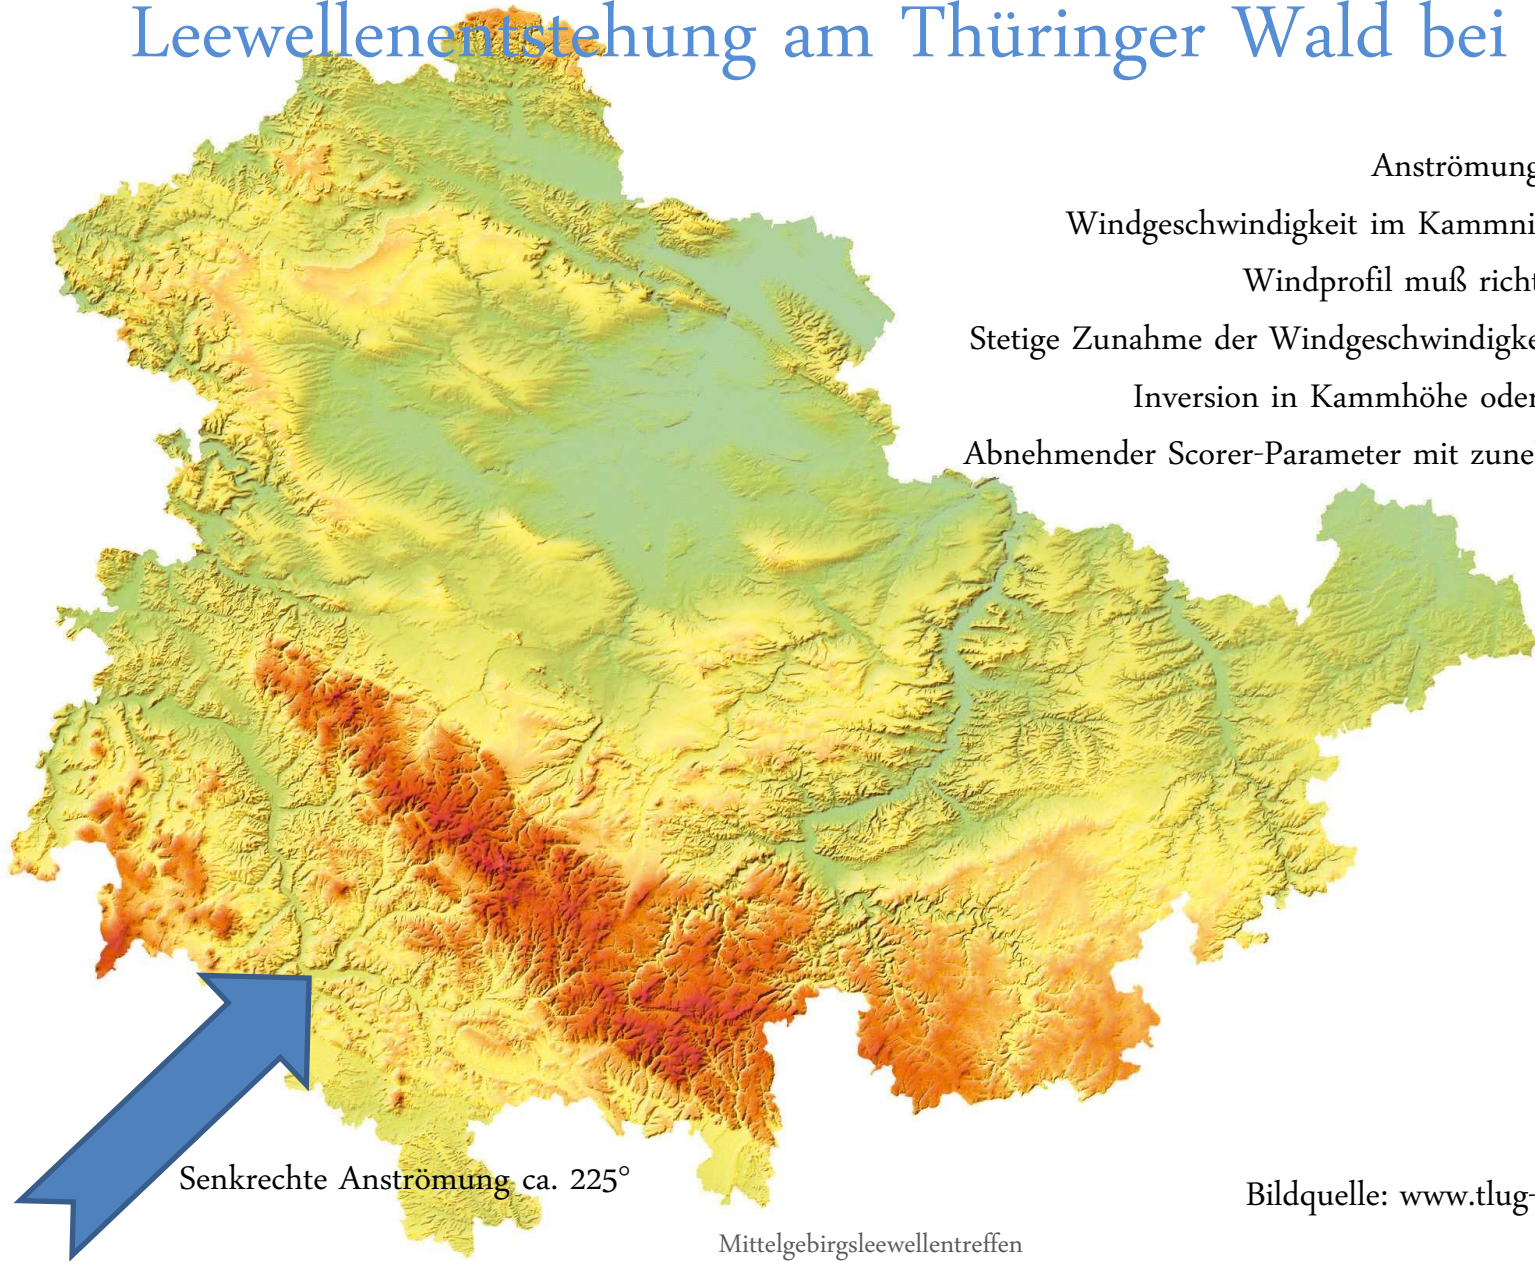 Leewellenentstehung am Thüringer Wald bei
Anströmung
Windgeschwindigkeit im Kammni
Windprofil muß richt
Stetige Zunahme der Windgeschwindigke
Inversion in Kammhöhe oder
Abnehmender Scorer-Parameter mit zune
Senkrechte Anströmung ca. 225°
Bildquelle: www.tlug-
Mittelgebirgsleewellentreffen